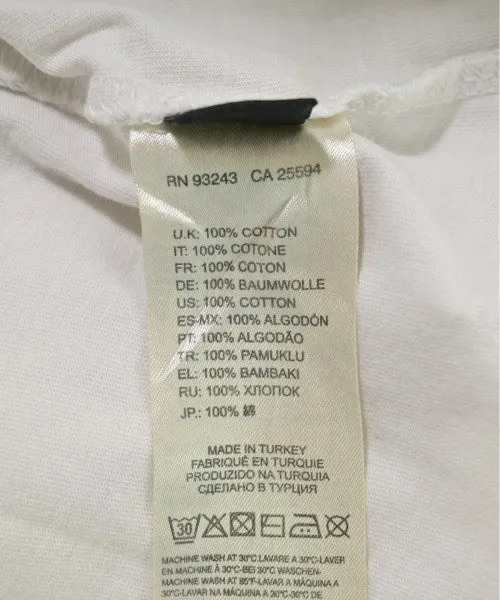 RN 93243 CA 25594
U.K: 100% COTTON
IT: 100% COTONE
FR: 100% COTON
DE: 100% BAUMWOLLE
US: 100% COTTON
ES-MX: 100% ALGODÓN
PT: 100% ALGODÃO
TR: 100% PAMUKLU
EL: 100% BAMBAKI
RU: 100% ХЛОПОК
JP.: 100% 綿
MADE IN TURKEY
FABRIQUÉ EN TURQUIE
PRODUZIDO NA TURQUIA
СДЕЛАНО В ТУРЦИЯ
30
MACHINE WASH AT 30°C.LAVARE A 30°C-LAVER
EN MACHINE À 30°C-BEI 30°C WASCHEN-
MACHINE WASH AT 85°F-LAVAR A MÁQUINA A
30°C-LAVAR NA MÁQUINA A 30°C-30°C DE